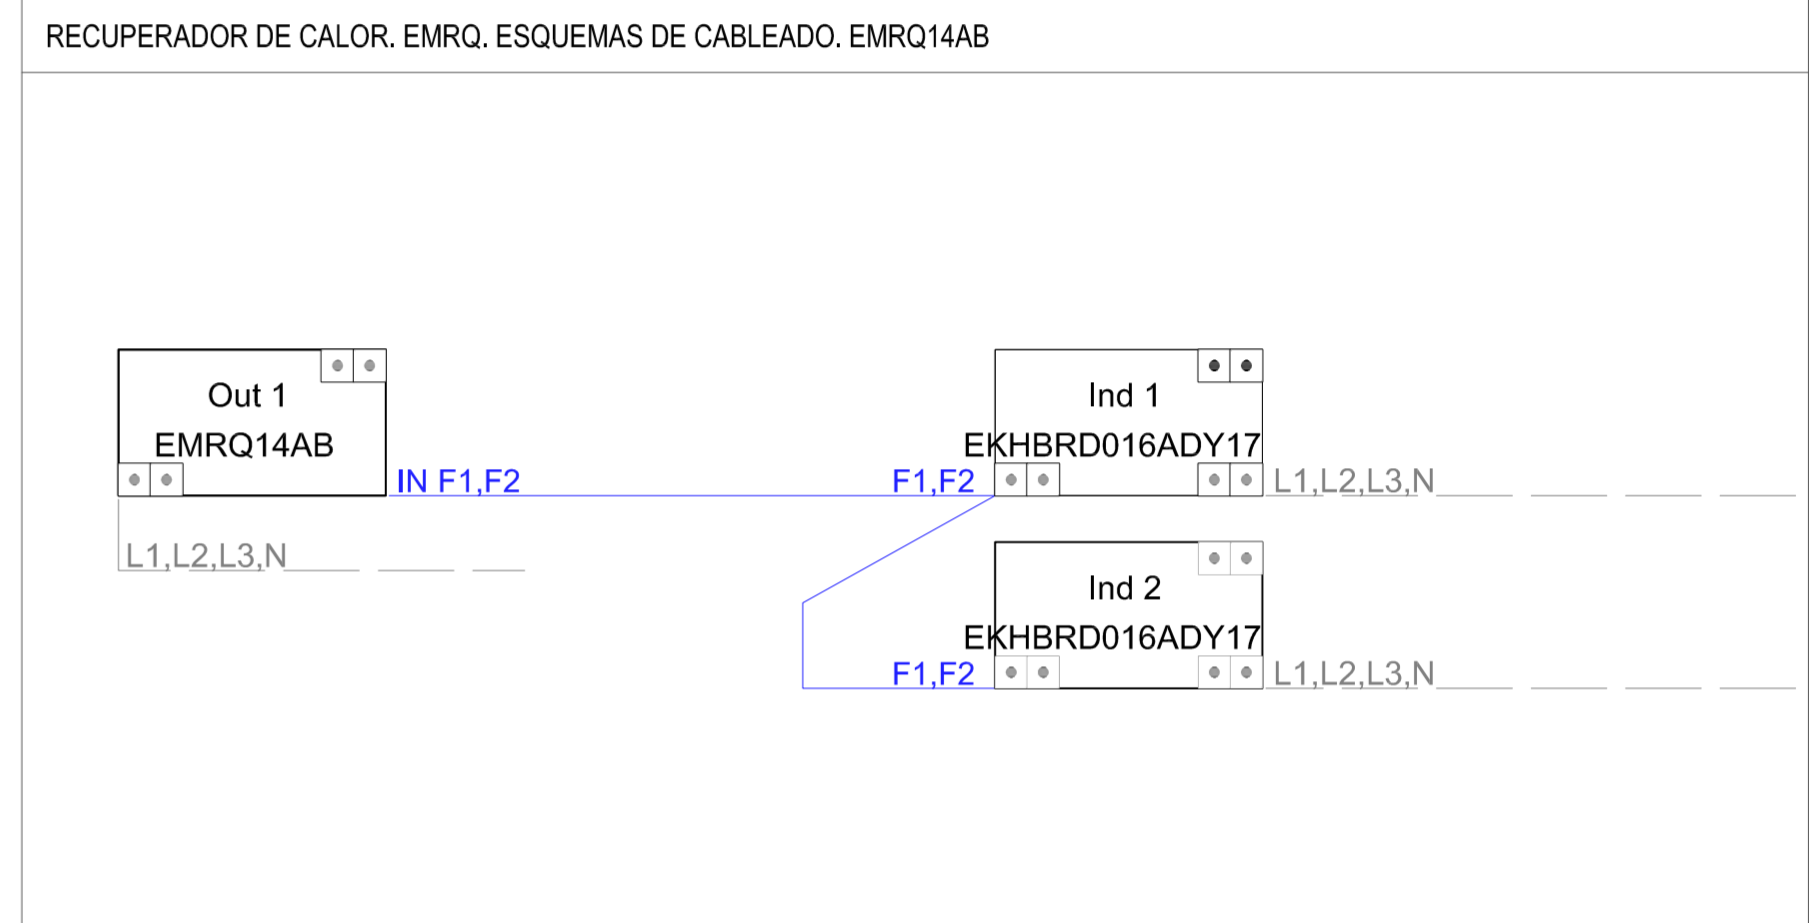 RECUPERADOR DE CALOR. EMRQ. ESQUEMAS DE CABLEADO. EMRQ14AB
Out 1
EMRQ14AB
IN F1,F2
L1,L2,L3,N
Ind 1
EKHBRD016ADY17
F1,F2
L1,L2,L3,N
Ind 2
EKHBRD016ADY17
F1,F2
L1,L2,L3,N